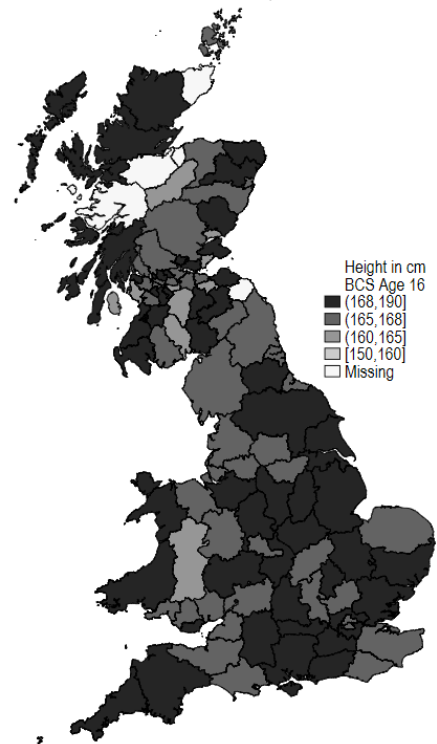 Height in cm
BCS Age 16
(168,190]
(165,168]
(160,165]
[150,160]
Missing